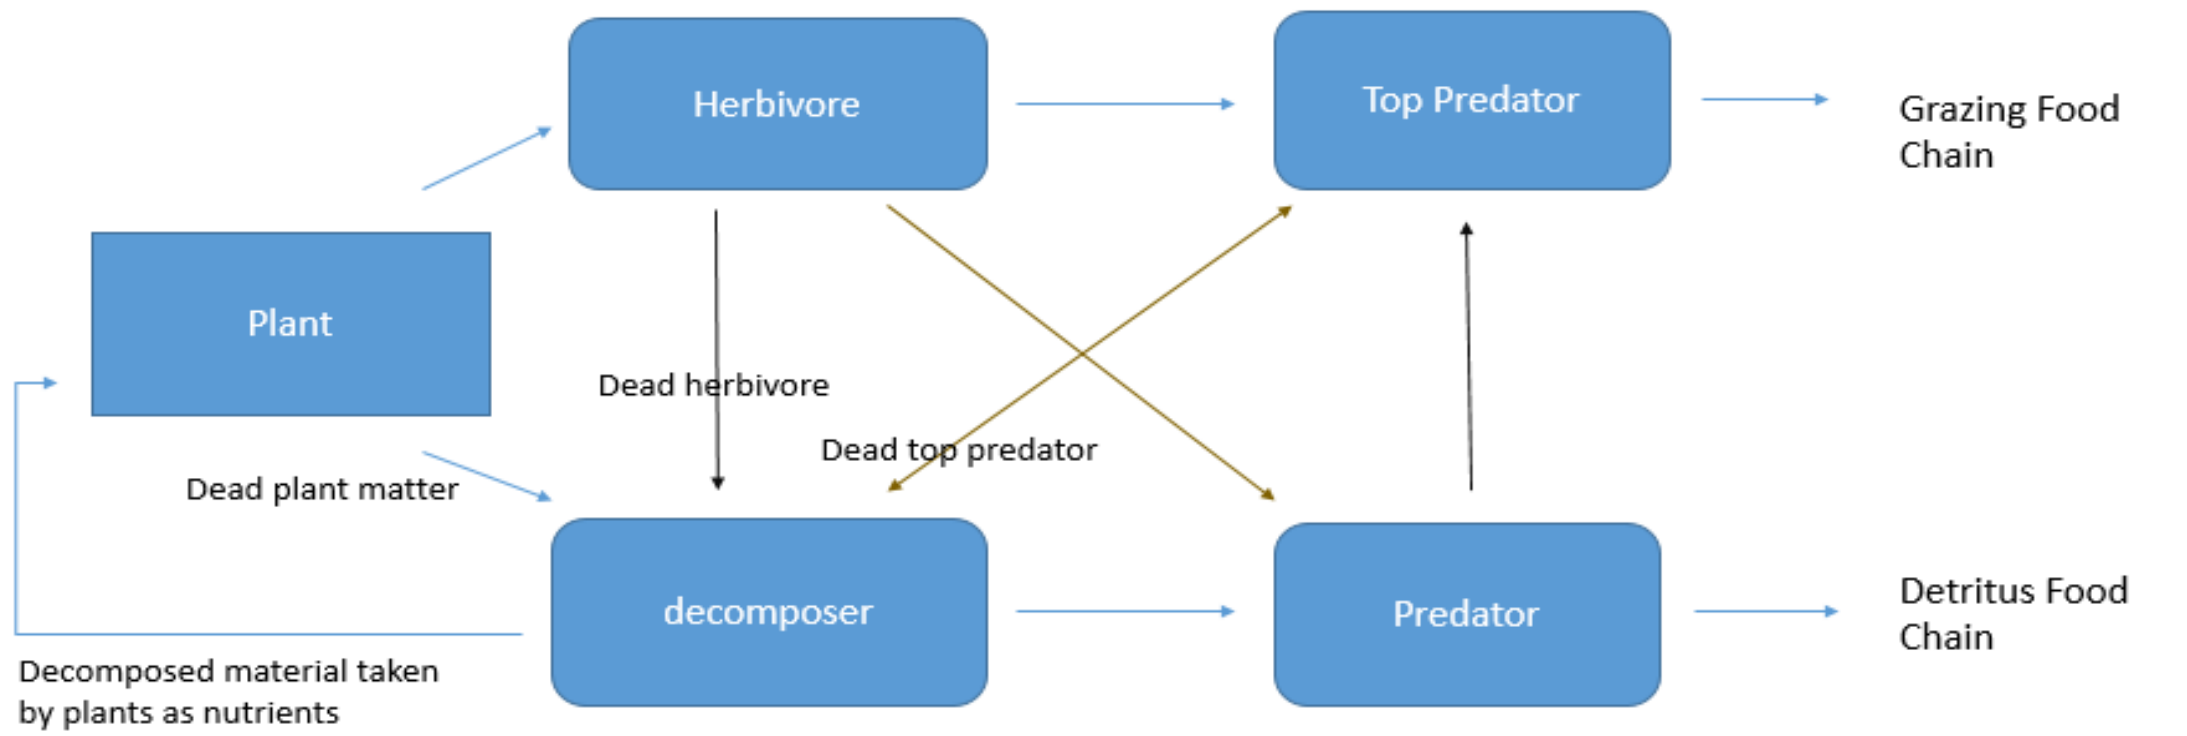 Herbivore
Top Predator
Grazing Food
Chain
Plant
Dead herbivore
Dead top predator
Dead plant matter
decomposer
Predator
Detritus Food
Chain
Decomposed material taken
by plants as nutrients